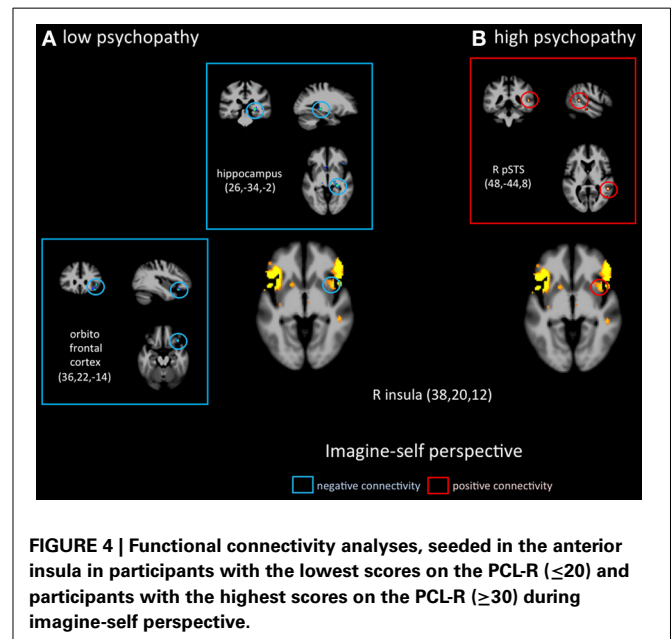 A low psychopathy
B high psychopathy
hippocampus
(26,-34,-2)
R pSTS
(48,-44,8)
orbito
frontal
cortex
(36,22,-14)
R insula (38,20,12)
Imagine-self perspective
negative connectivity
positive connectivity
FIGURE 4 | Functional connectivity analyses, seeded in the anterior
insula in participants with the lowest scores on the PCL-R (≤20) and
participants with the highest scores on the PCL-R (≥30) during
imagine-self perspective.